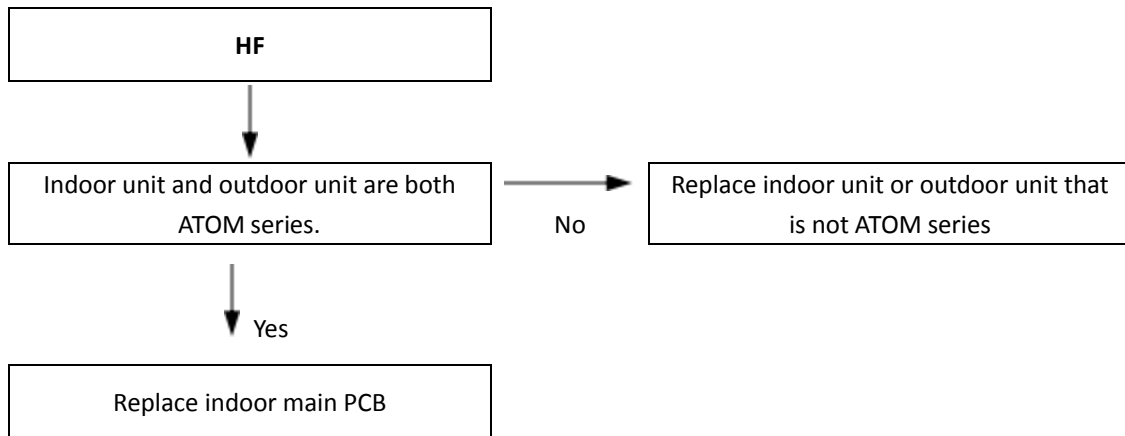 HF
Indoor unit and outdoor unit are both
ATOM series.
No
Replace indoor unit or outdoor unit that
is not ATOM series
Yes
Replace indoor main PCB